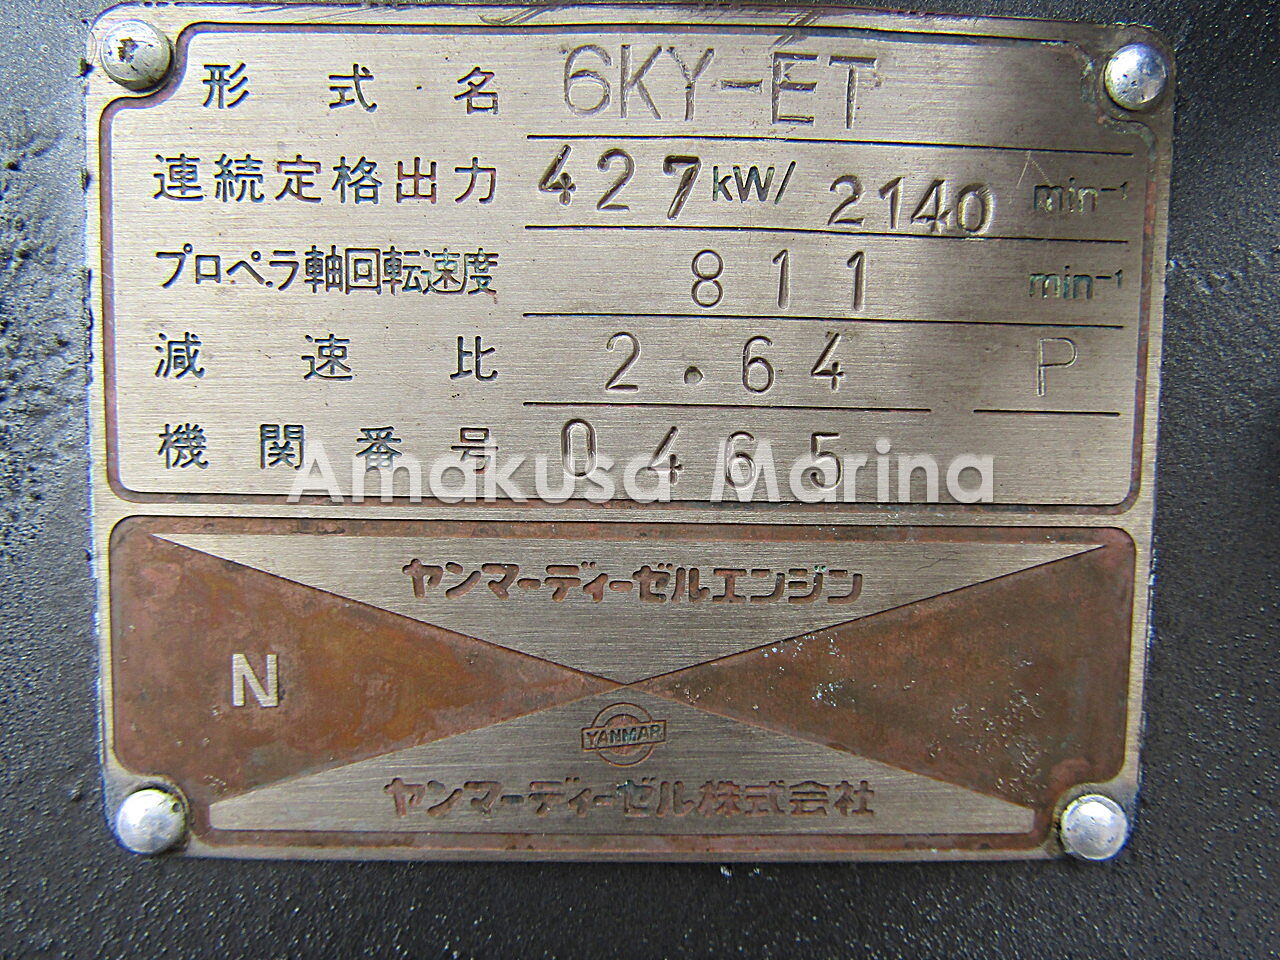 形式名 6KY-ET
連続定格出力 427kW/ 2140 min⁻¹
プロペラ軸回転速度 811 min⁻¹
減速比 2.64 P
機関番号 0465
Amakusa Marina
ヤンマーディーゼルエンジン
N
YANMAR
ヤンマーディーゼル株式会社